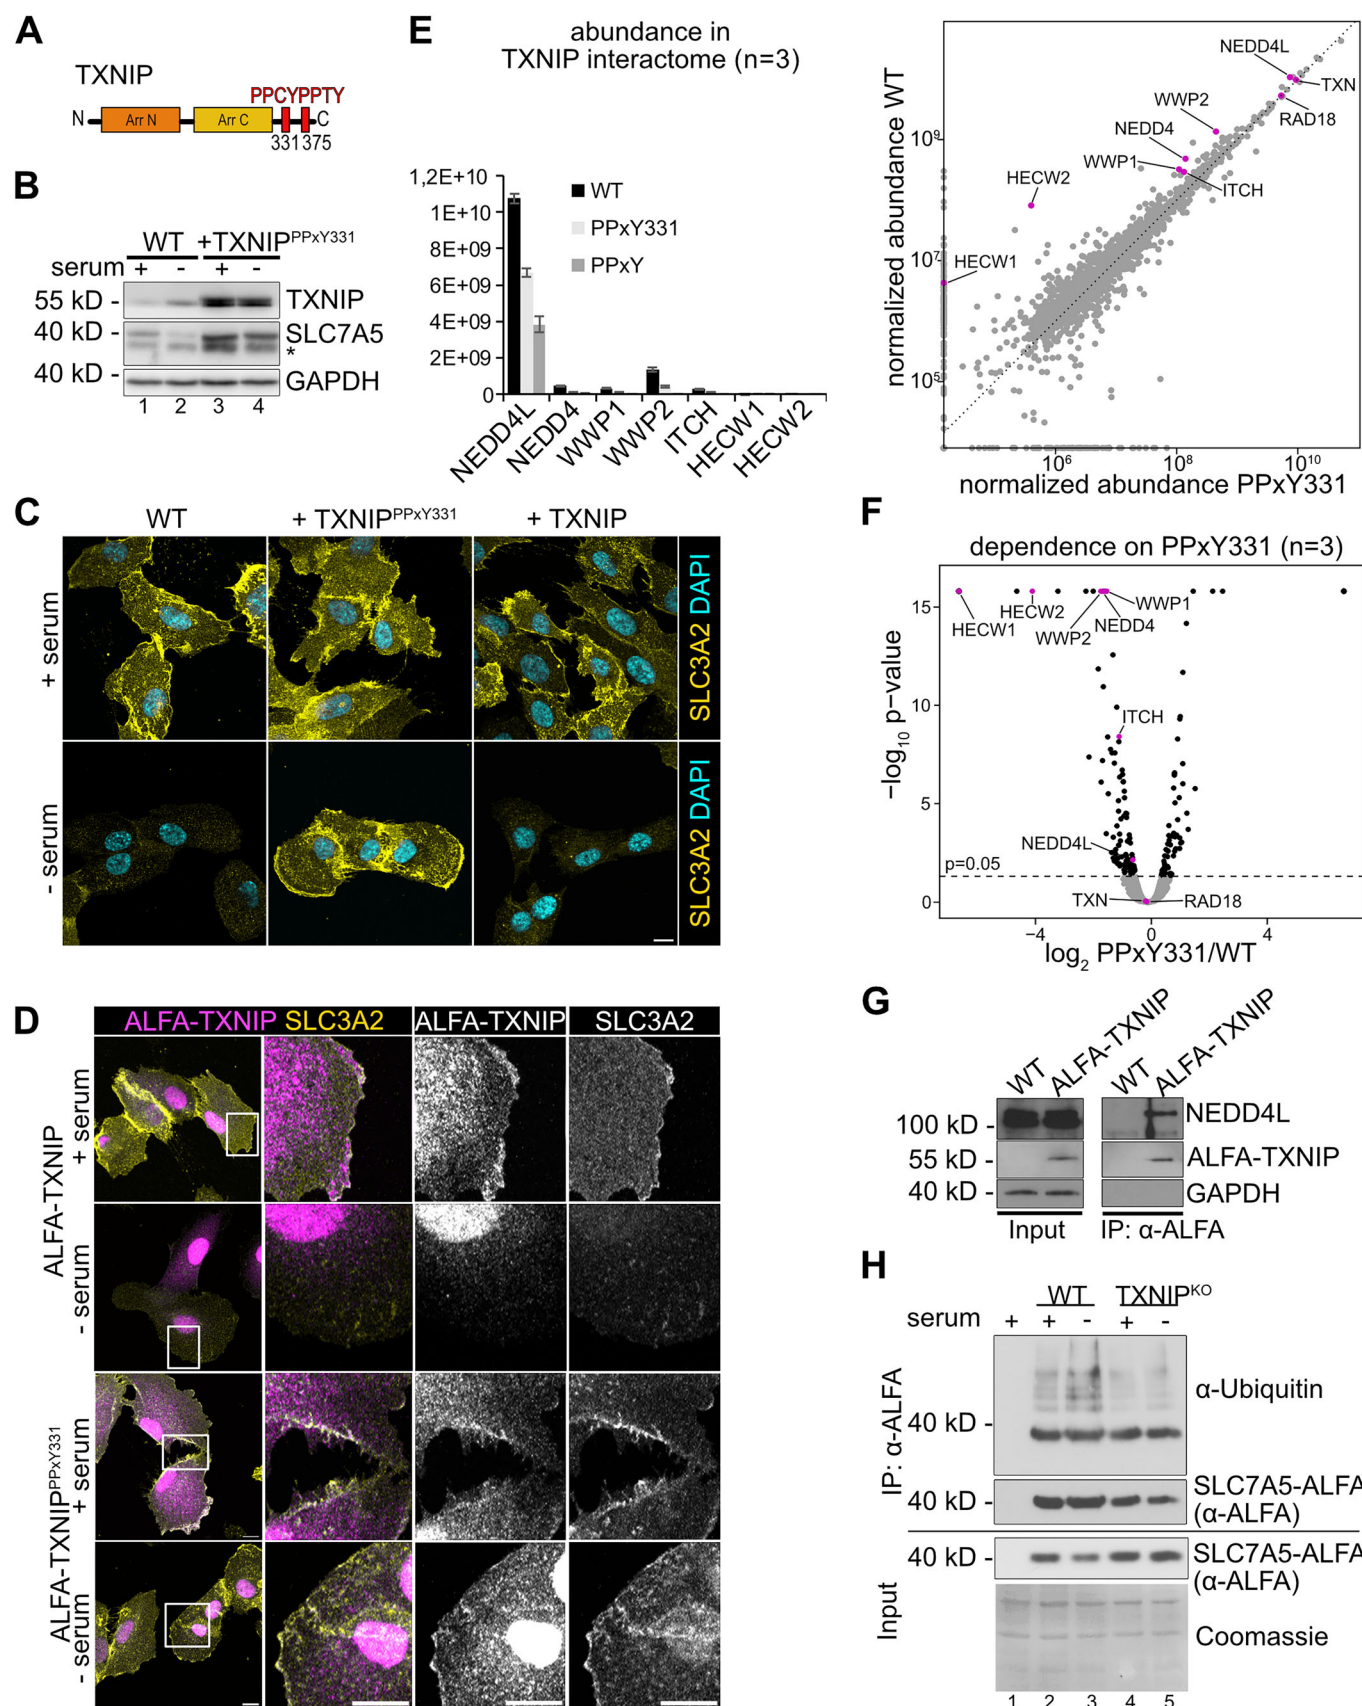 A
TXNIP
PPCYPPTY
N
Arr N
Arr C
C
331 375
B
WT +TXNIP^PPxY331
serum + - + -
55 kD - TXNIP
40 kD - SLC7A5
*
40 kD - GAPDH
1 2 3 4
E
abundance in
TXNIP interactome (n=3)
1,2E+10
1E+10
8E+09
6E+09
4E+09
2E+09
0
WT
PPxY331
PPxY
NEDD4L
NEDD4
WWP1
WWP2
ITCH
HECW1
HECW2
normalized abundance WT
10^9
10^7
10^5
NEDD4L
TXN
WWP2
RAD18
NEDD4
WWP1
ITCH
HECW2
HECW1
10^6 10^8 10^10
normalized abundance PPxY331
C
WT + TXNIP^PPxY331 + TXNIP
+ serum
SLC3A2 DAPI
- serum
SLC3A2 DAPI
F
dependence on PPxY331 (n=3)
−log10 p−value
15
10
5
0
HECW1
HECW2
WWP2
NEDD4
WWP1
ITCH
NEDD4L
p=0.05
TXN
RAD18
−4 0 4
log2 PPxY331/WT
D
ALFA-TXNIP SLC3A2 ALFA-TXNIP SLC3A2
ALFA-TXNIP
+ serum
- serum
ALFA-TXNIP^PPxY331
+ serum
- serum
G
WT ALFA-TXNIP WT ALFA-TXNIP
100 kD - NEDD4L
55 kD - ALFA-TXNIP
40 kD - GAPDH
Input IP: α-ALFA
H
WT TXNIP^KO
serum + + - + -
IP: α-ALFA
α-Ubiquitin
40 kD -
40 kD - SLC7A5-ALFA
(α-ALFA)
Input
40 kD - SLC7A5-ALFA
(α-ALFA)
Coomassie
1 2 3 4 5